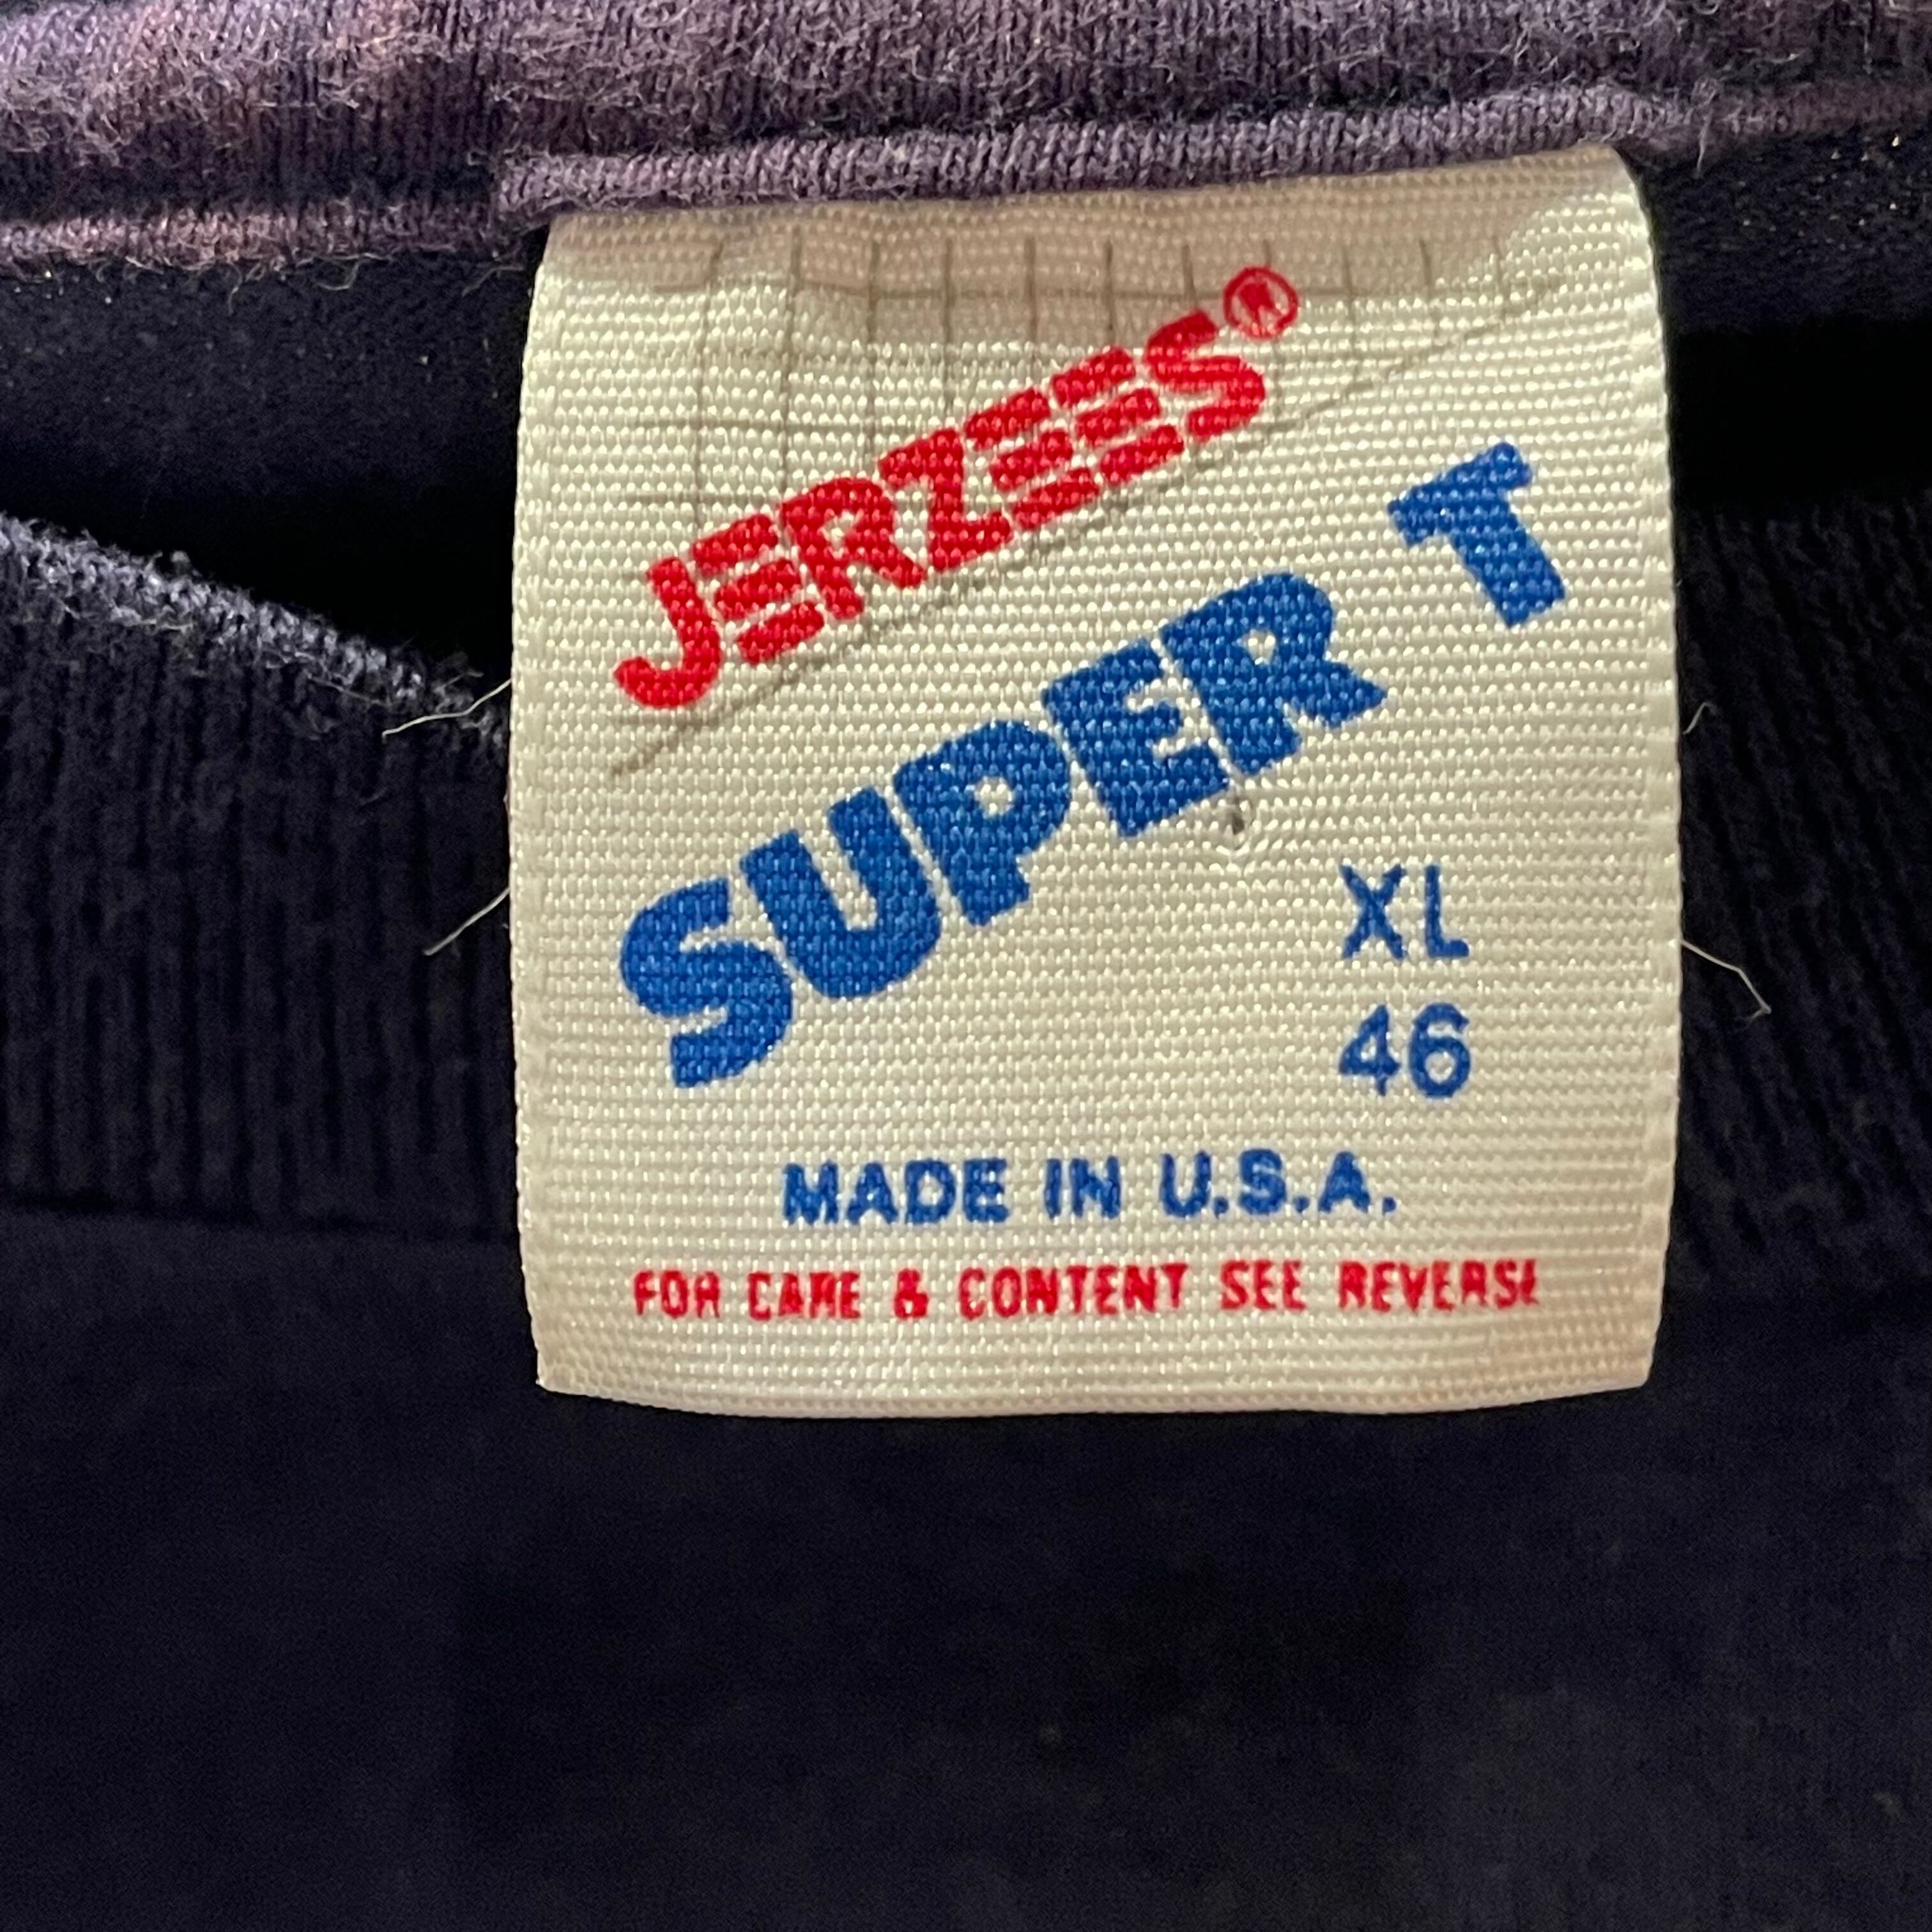 JERZEES®
SUPER T
XL
46
MADE IN U.S.A.
FOR CARE & CONTENT SEE REVERSE